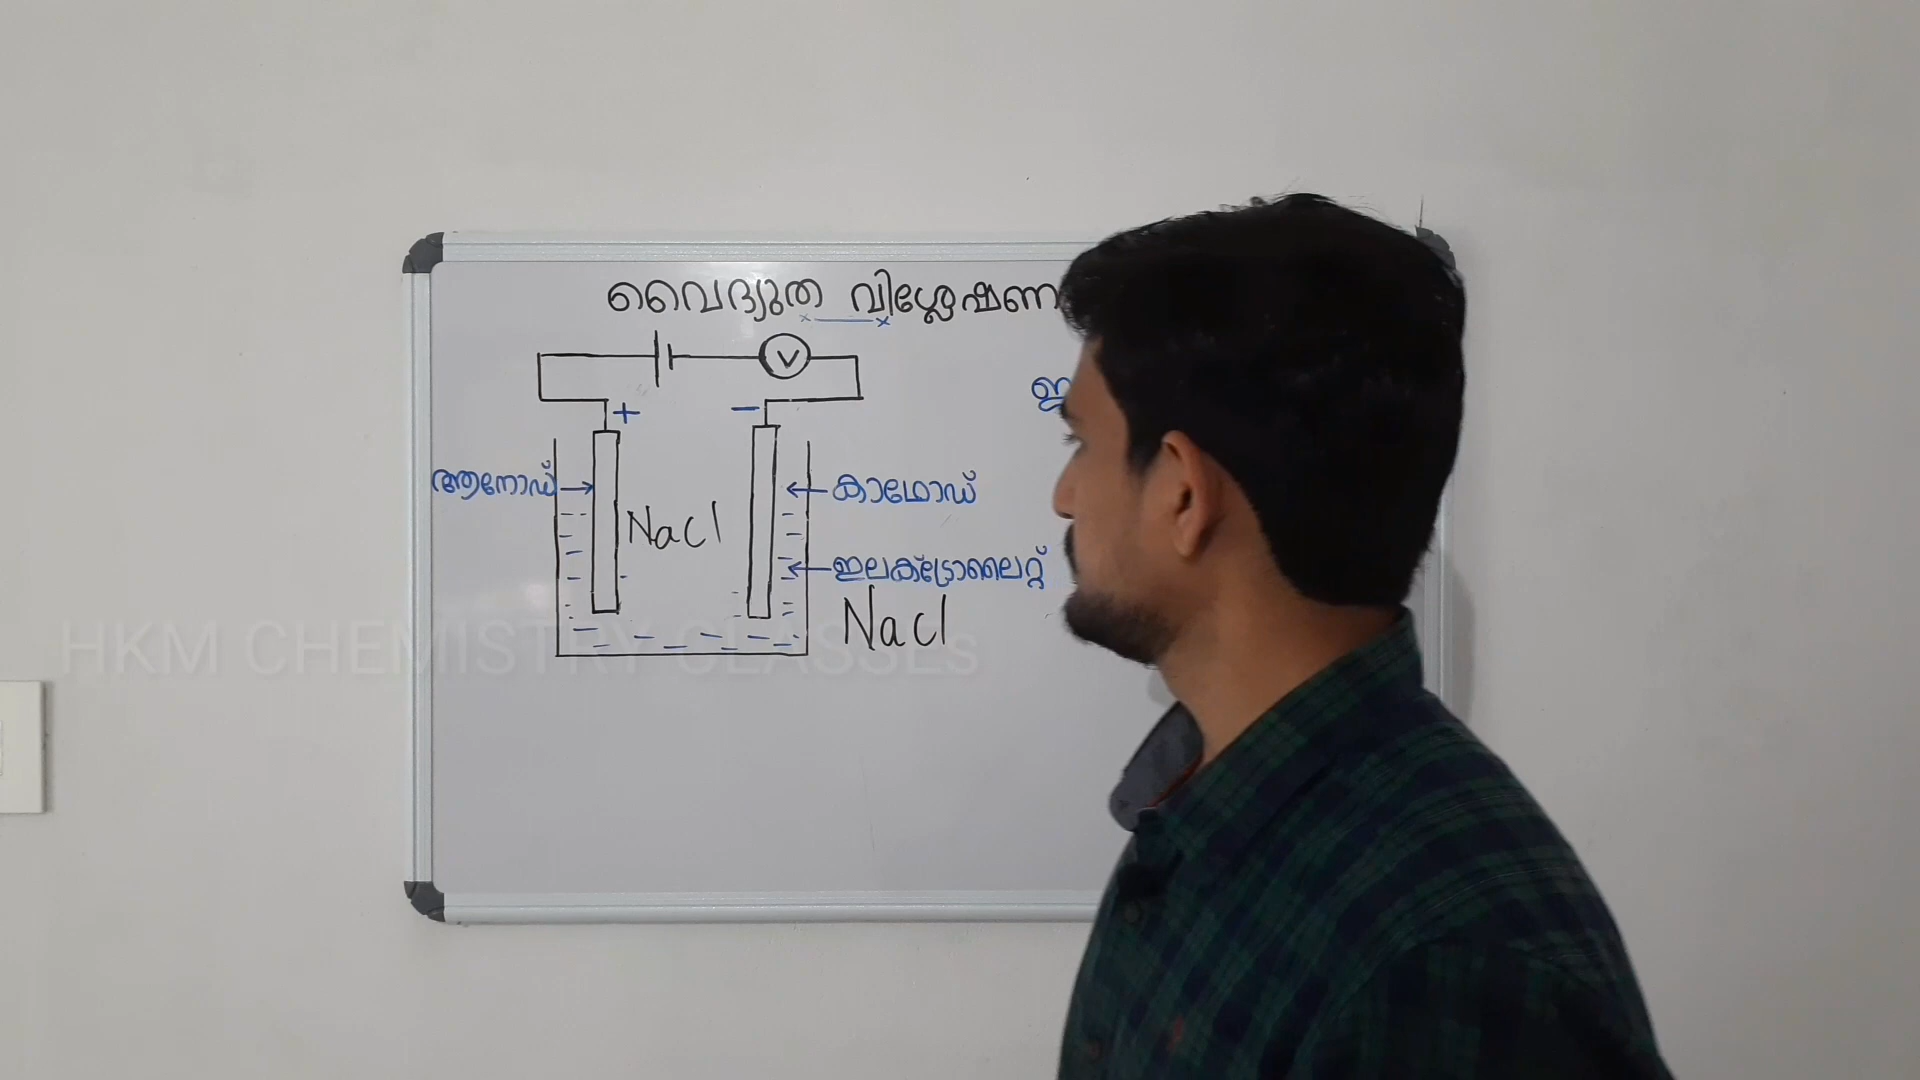 വൈദ്യുത വിശ്ലേഷണ
V
+ −
ആനോഡ്
NaCl
കാഥോഡ്
ഇലക്ട്രോലൈറ്റ്
NaCl
HKM CHEMISTRY CLASSEs